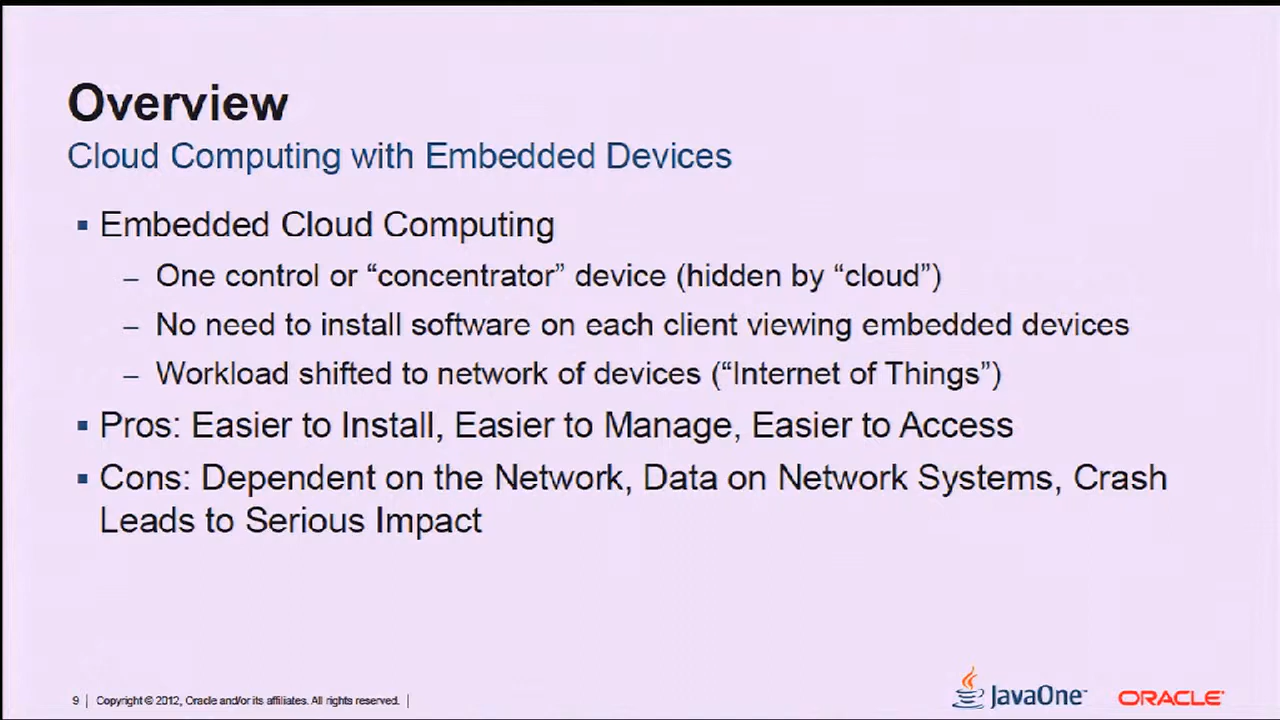 Overview
Cloud Computing with Embedded Devices
▪ Embedded Cloud Computing
– One control or “concentrator” device (hidden by “cloud”)
– No need to install software on each client viewing embedded devices
– Workload shifted to network of devices (“Internet of Things”)
▪ Pros: Easier to Install, Easier to Manage, Easier to Access
▪ Cons: Dependent on the Network, Data on Network Systems, Crash
Leads to Serious Impact
9 | Copyright © 2012, Oracle and/or its affiliates. All rights reserved. |
JavaOne™ ORACLE®